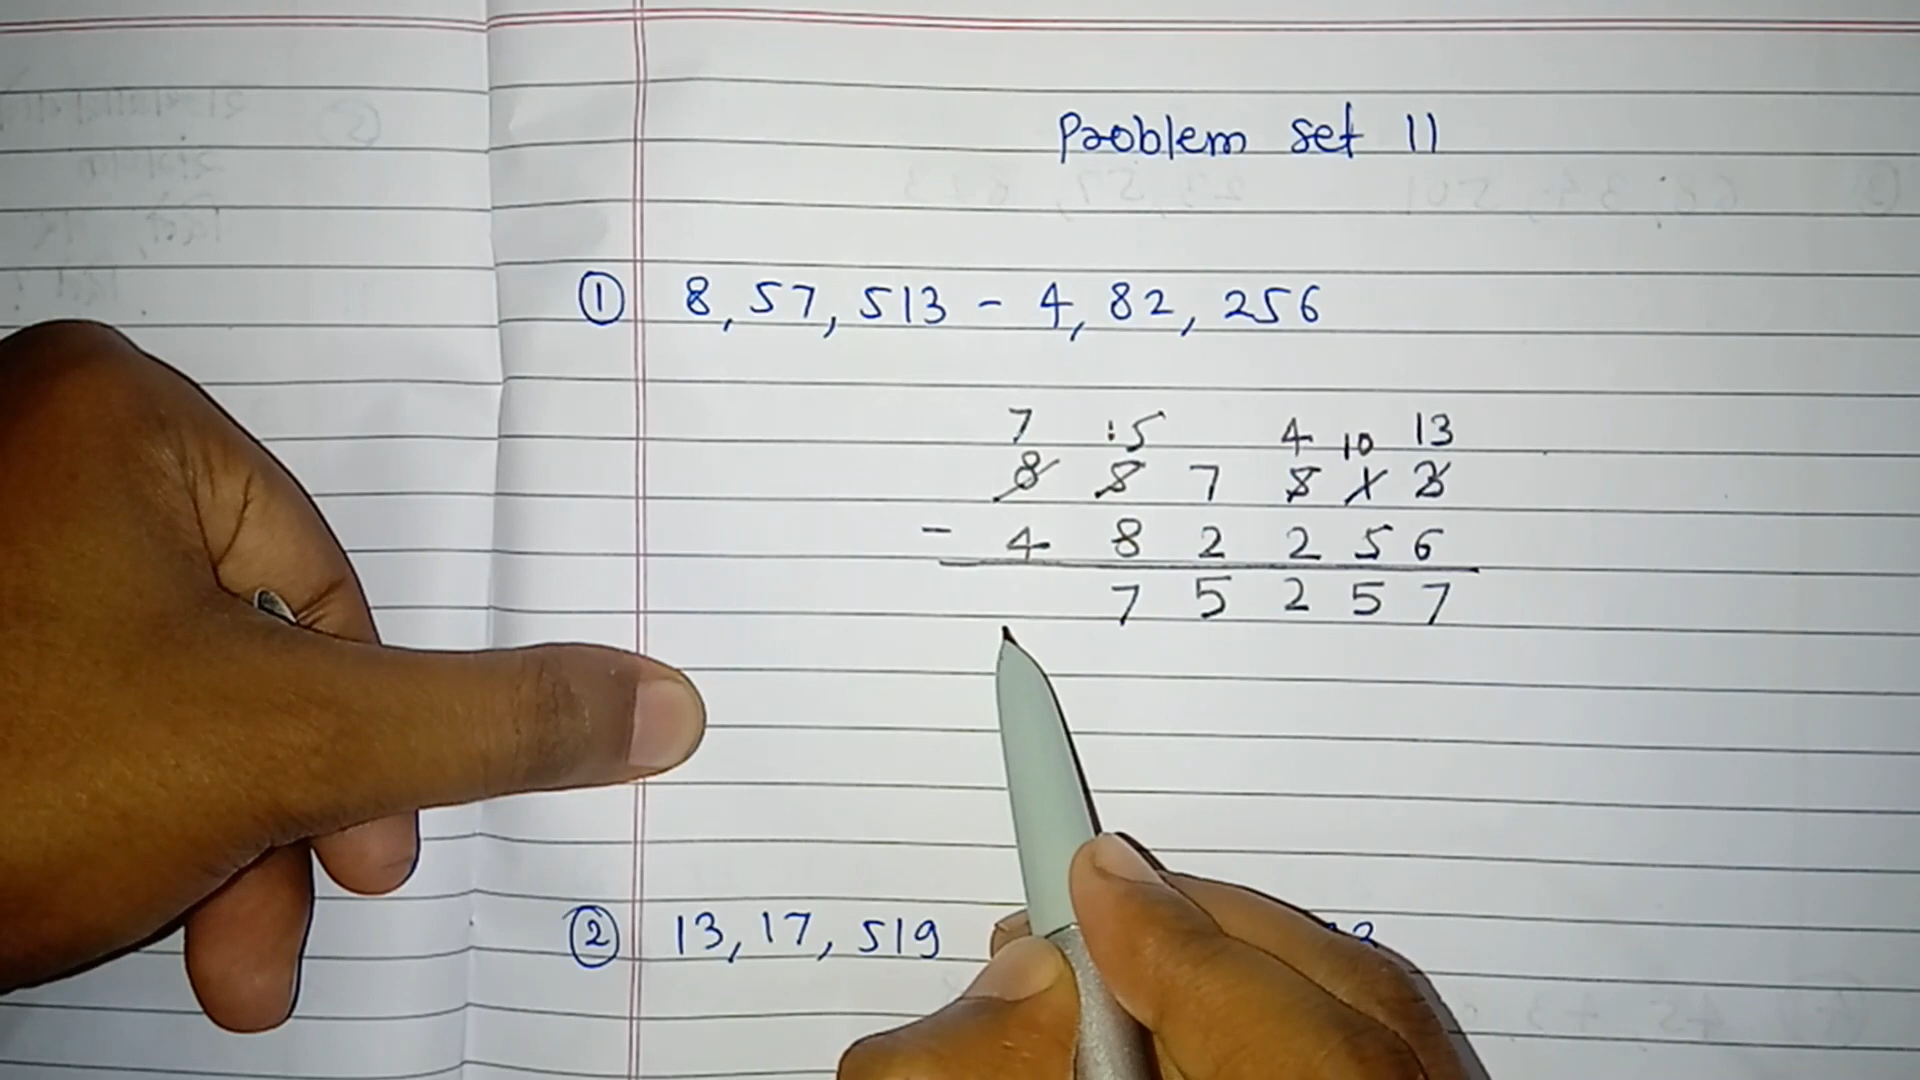 Problem set 11
① 8,57,513 - 4,82,256
7 15 4 10 13
8 5 7 5 1 3
- 4 8 2 2 5 6
7 5 2 5 7
② 13,17,519